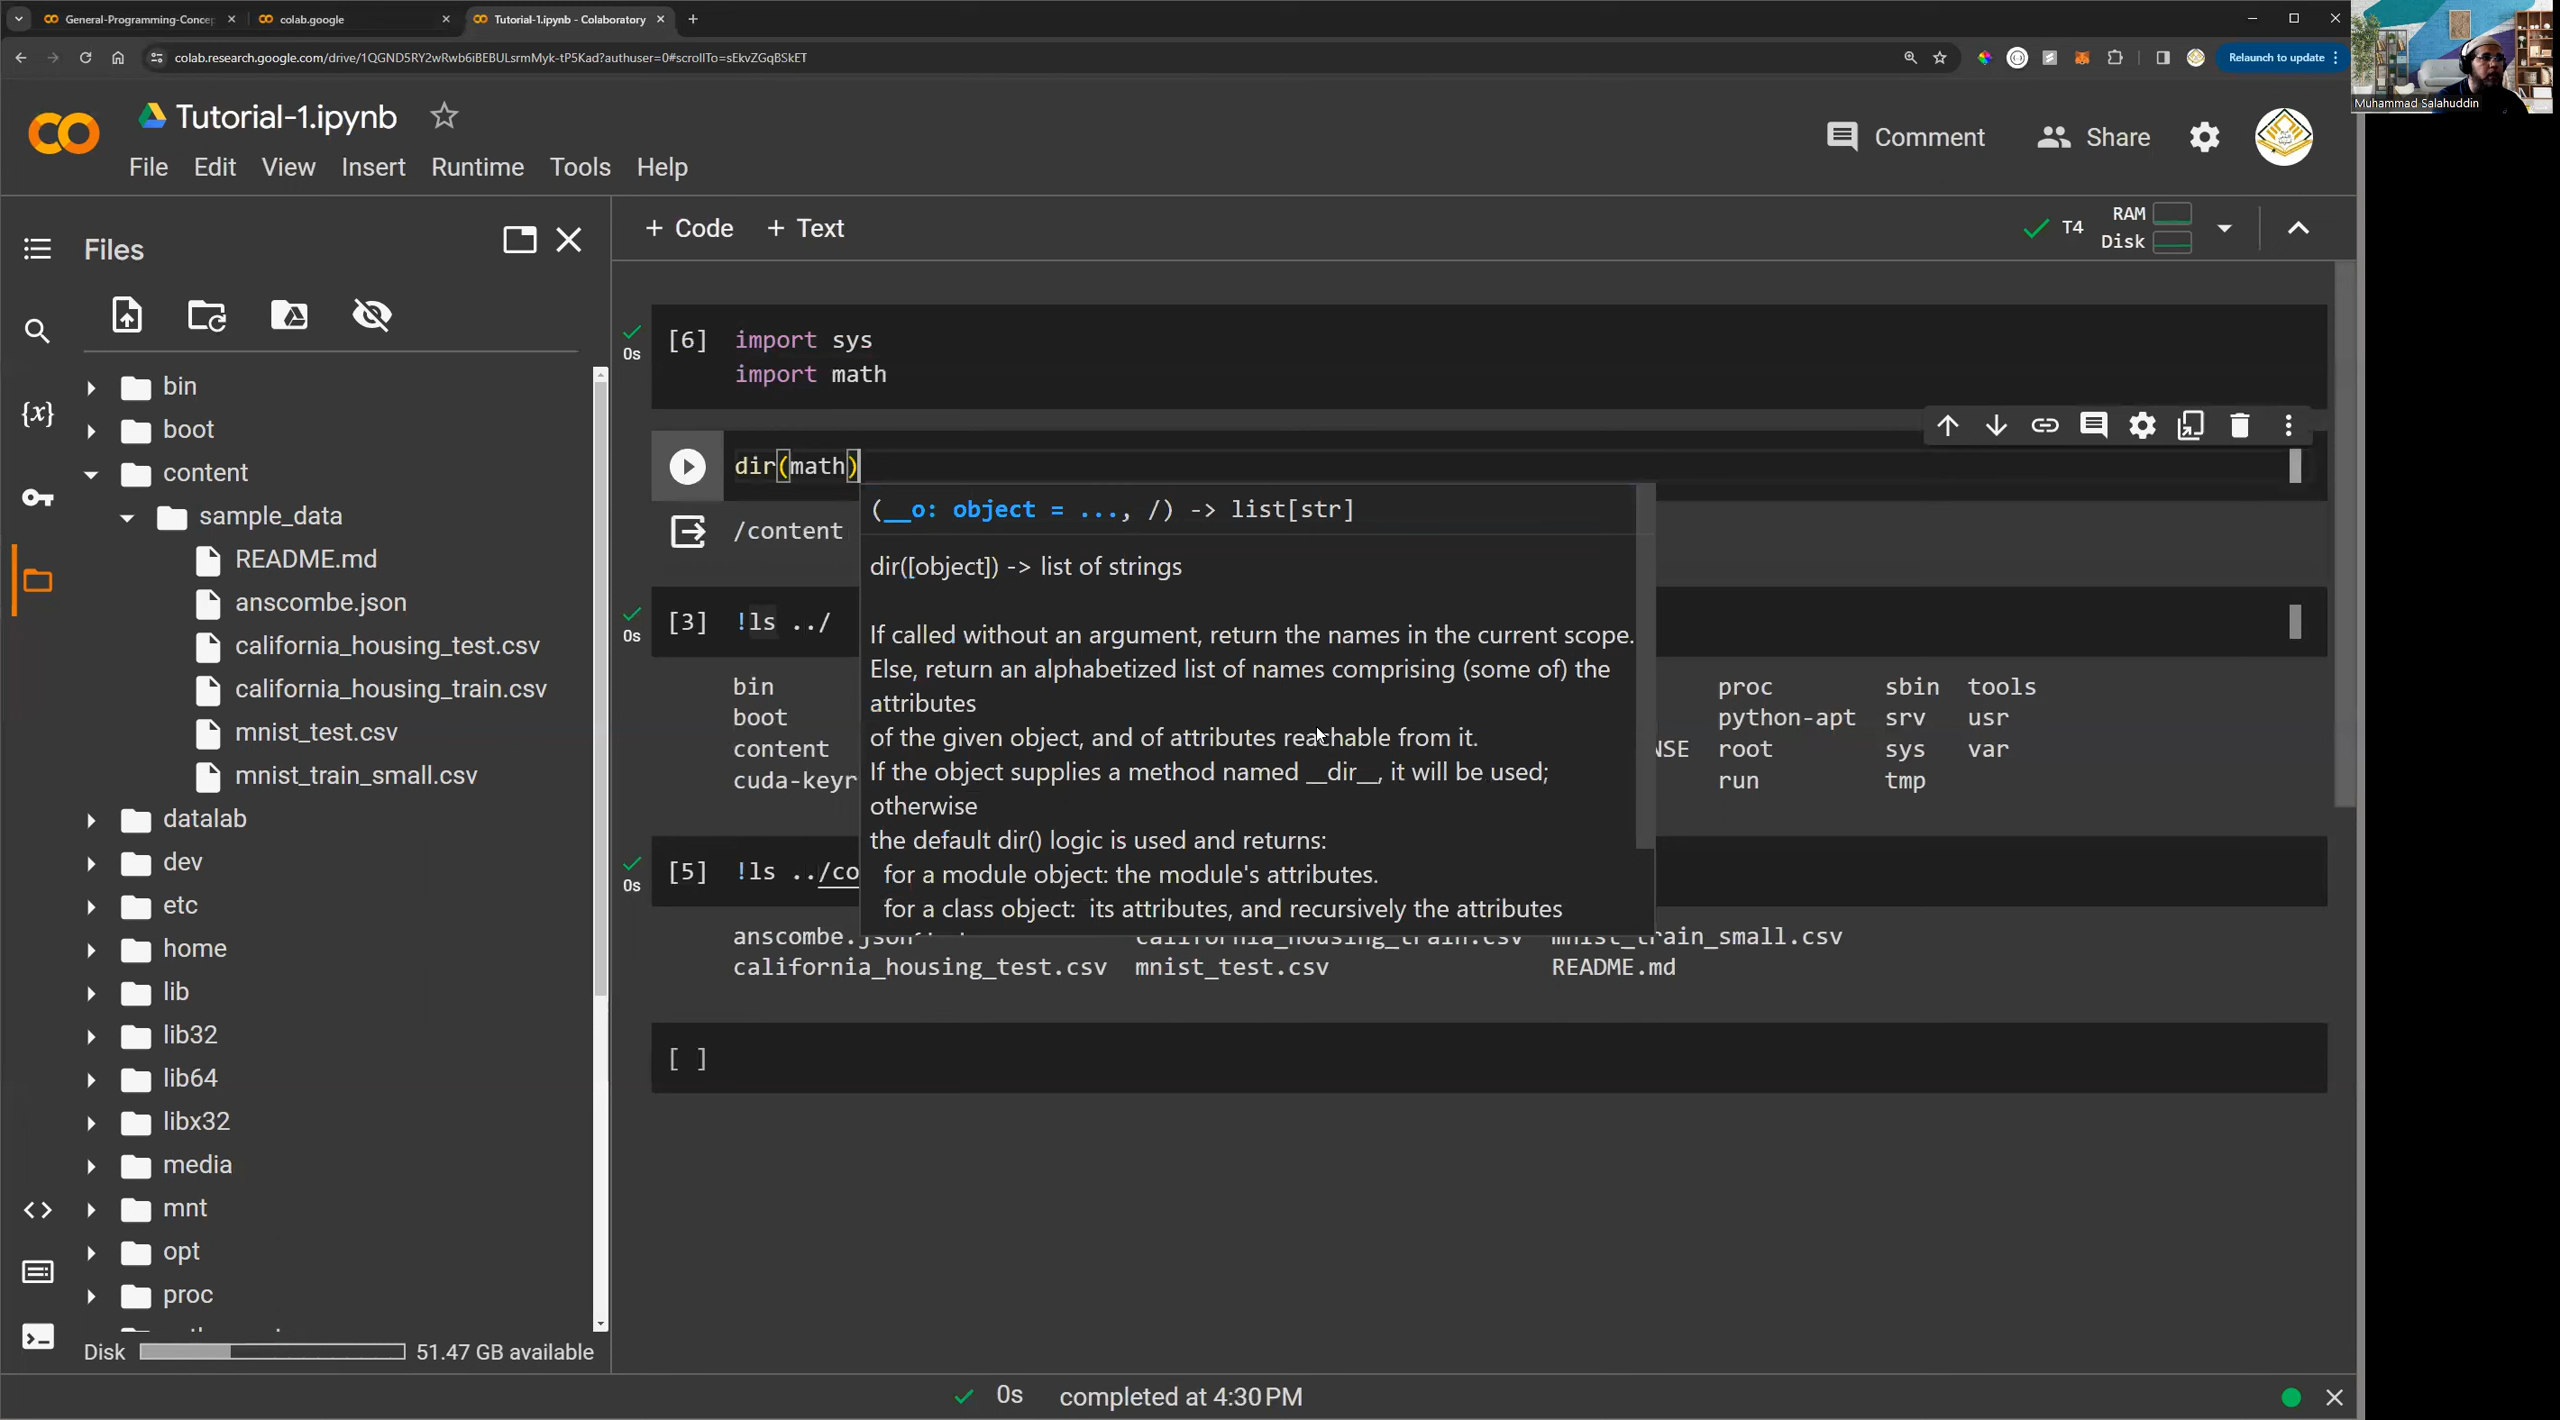 General-Programming-Concep
colab.google
Tutorial-1.ipynb - Colaboratory
colab.research.google.com/drive/1QGND5RY2wRwb6iBEBULsrmMyk-tP5Kad?authuser=0#scrollTo=sEkvZGqBSkET
Relaunch to update
Muhammad Salahuddin
Tutorial-1.ipynb
File Edit View Insert Runtime Tools Help
Comment
Share
Files
+ Code + Text
T4
RAM
Disk
bin
boot
content
sample_data
README.md
anscombe.json
california_housing_test.csv
california_housing_train.csv
mnist_test.csv
mnist_train_small.csv
datalab
dev
etc
home
lib
lib32
lib64
libx32
media
mnt
opt
proc
Disk 51.47 GB available
{x}
0s
[6] import sys
import math
dir(math)
/content
(__o: object = ..., /) -> list[str]
dir([object]) -> list of strings
If called without an argument, return the names in the current scope.
Else, return an alphabetized list of names comprising (some of) the
attributes
of the given object, and of attributes reachable from it.
If the object supplies a method named __dir__, it will be used;
otherwise
the default dir() logic is used and returns:
for a module object: the module's attributes.
for a class object: its attributes, and recursively the attributes
0s
[3] !ls ../
bin proc sbin tools
boot python-apt srv usr
content NSE root sys var
cuda-keyr run tmp
0s
[5] !ls ../co
anscombe.json california_housing_train.csv mnist_train_small.csv
california_housing_test.csv mnist_test.csv README.md
[ ]
0s completed at 4:30 PM